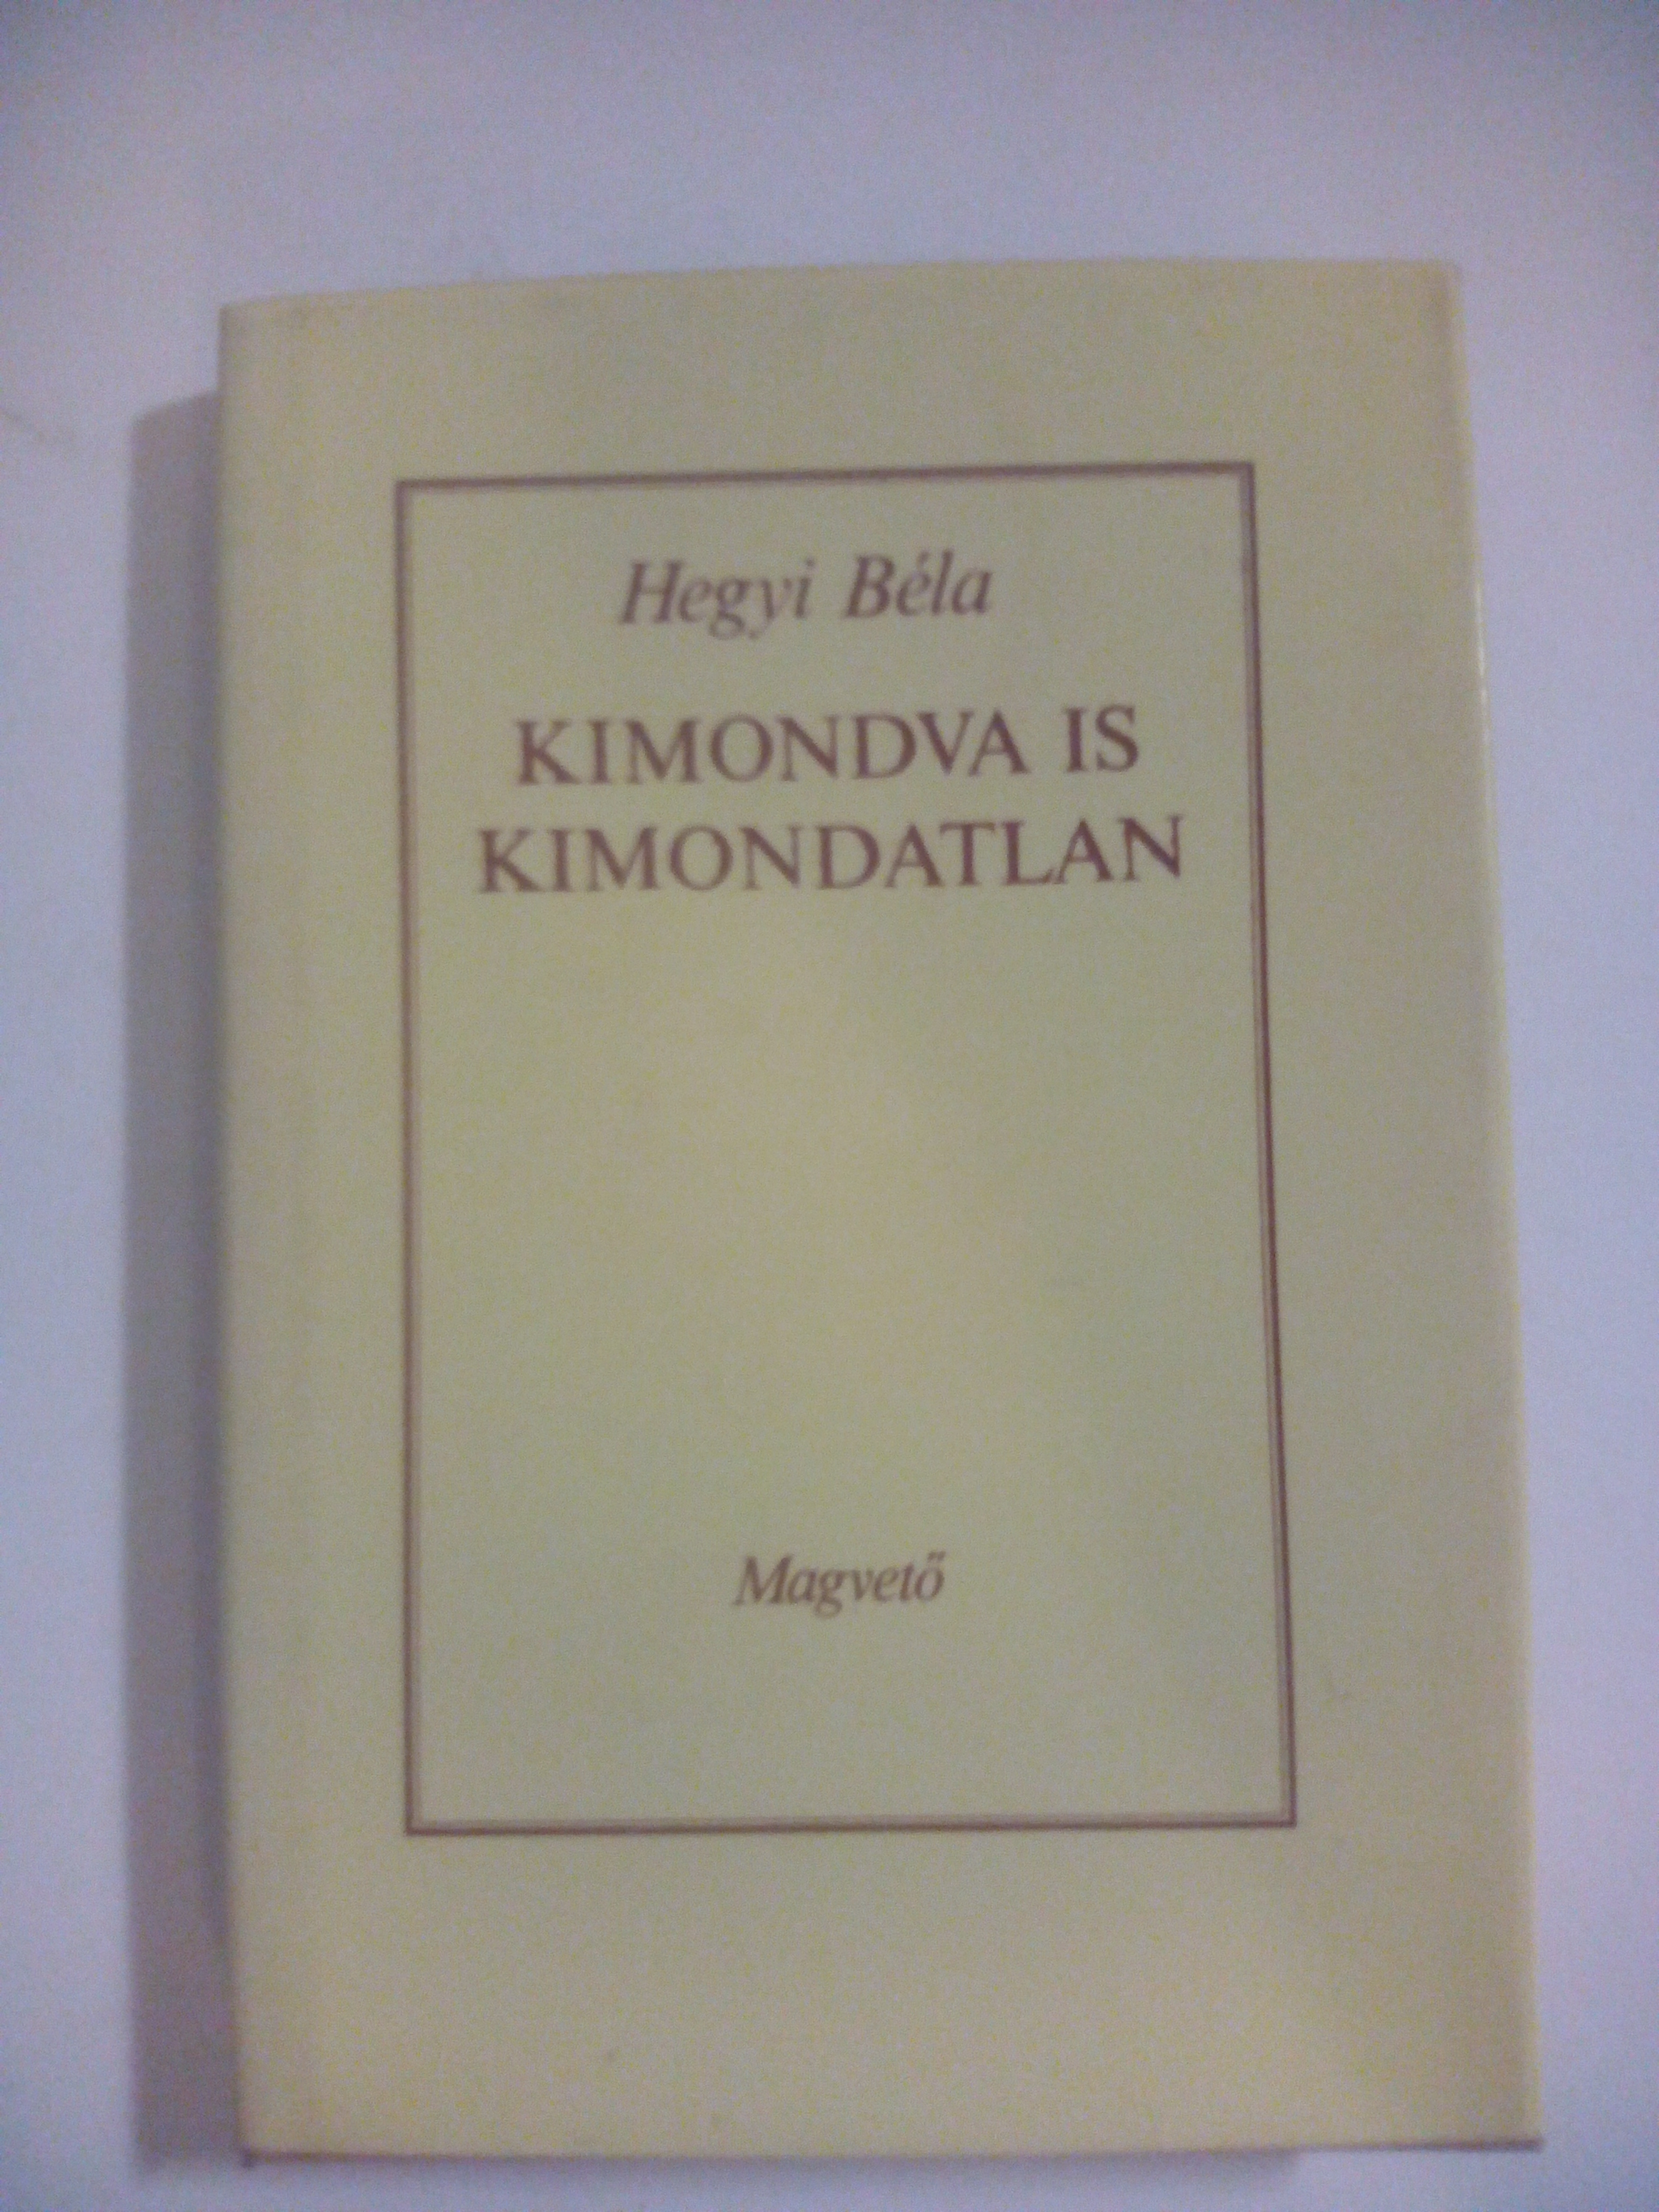 Hegyi Béla
KIMONDVA IS
KIMONDATLAN
Magvető